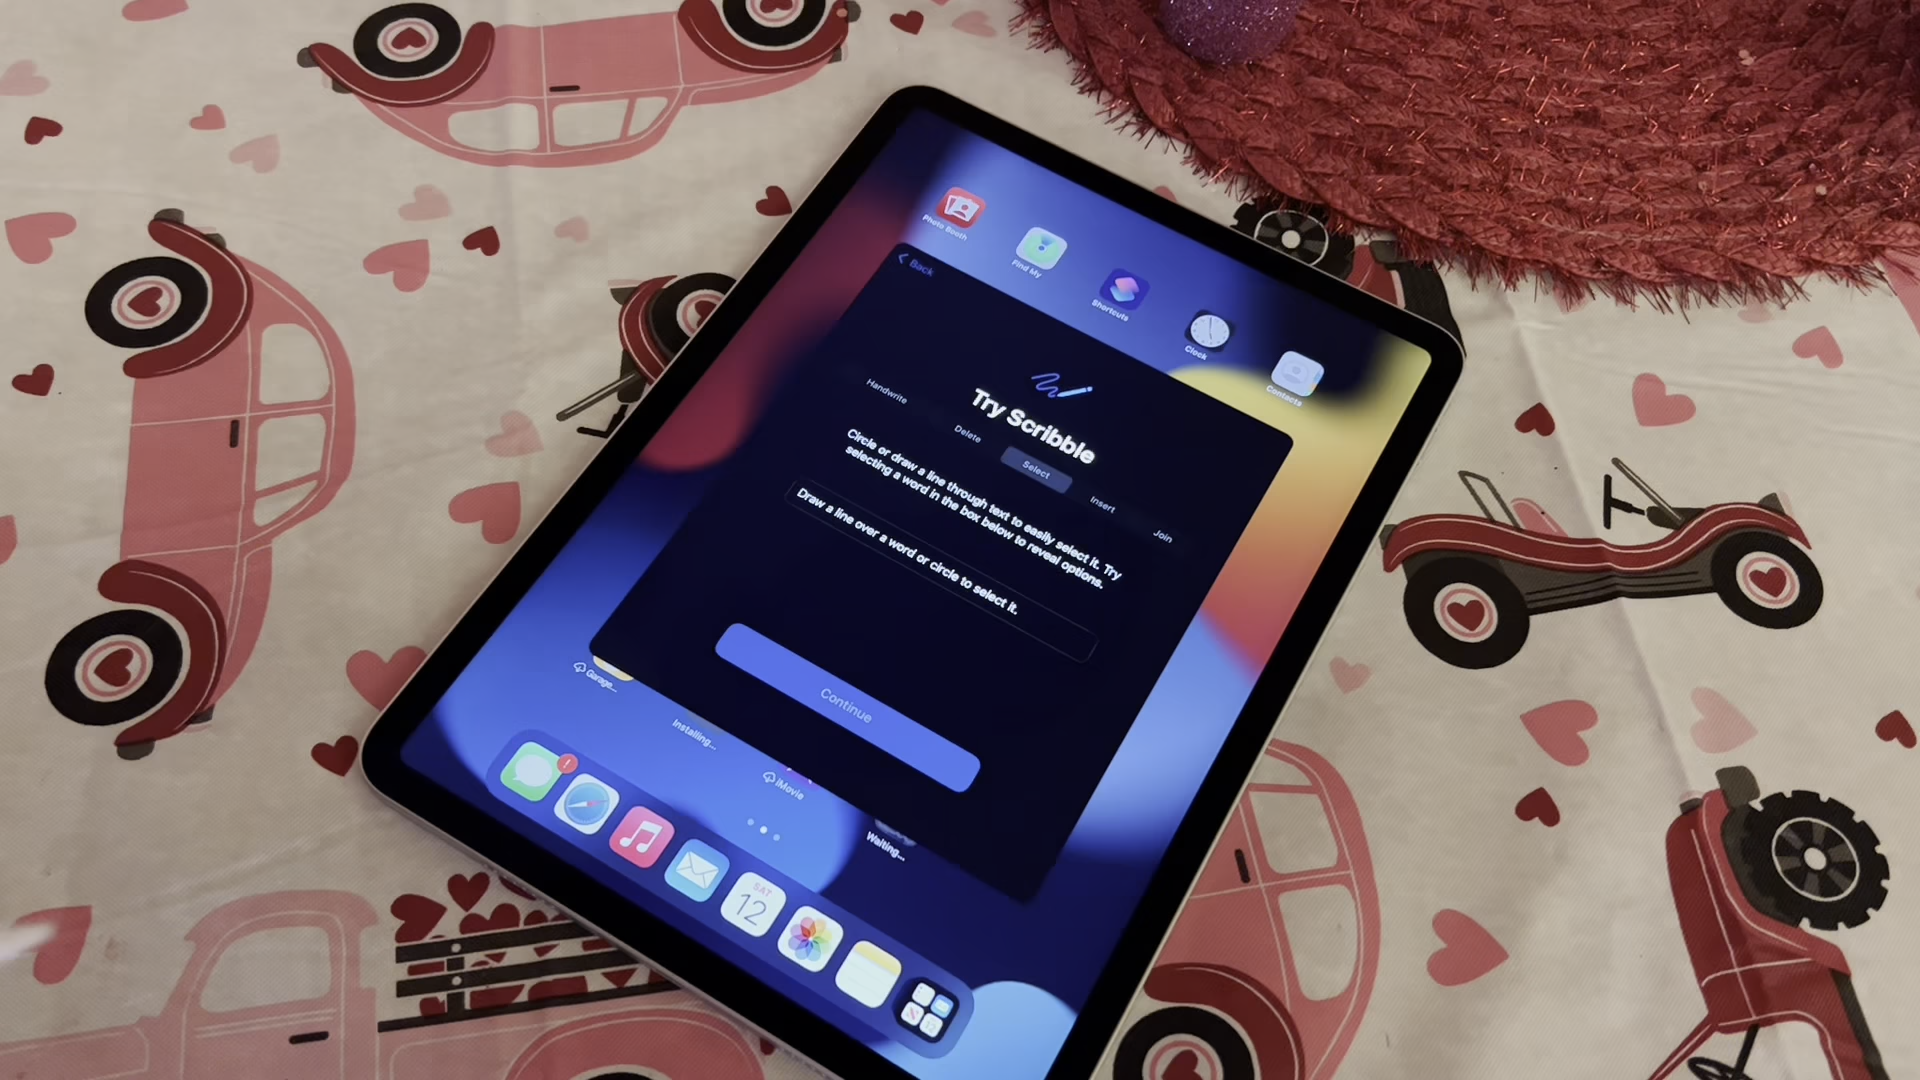 Photo Booth
Find My
Shortcuts
Clock
Contacts
Back
Try Scribble
Handwrite
Delete
Select
Insert
Join
Circle or draw a line through text to easily select it. Try
selecting a word in the box below to reveal options.
Draw a line over a word or circle to select it.
Continue
Garage...
Installing...
iMovie
Waiting...
!
SAT
12